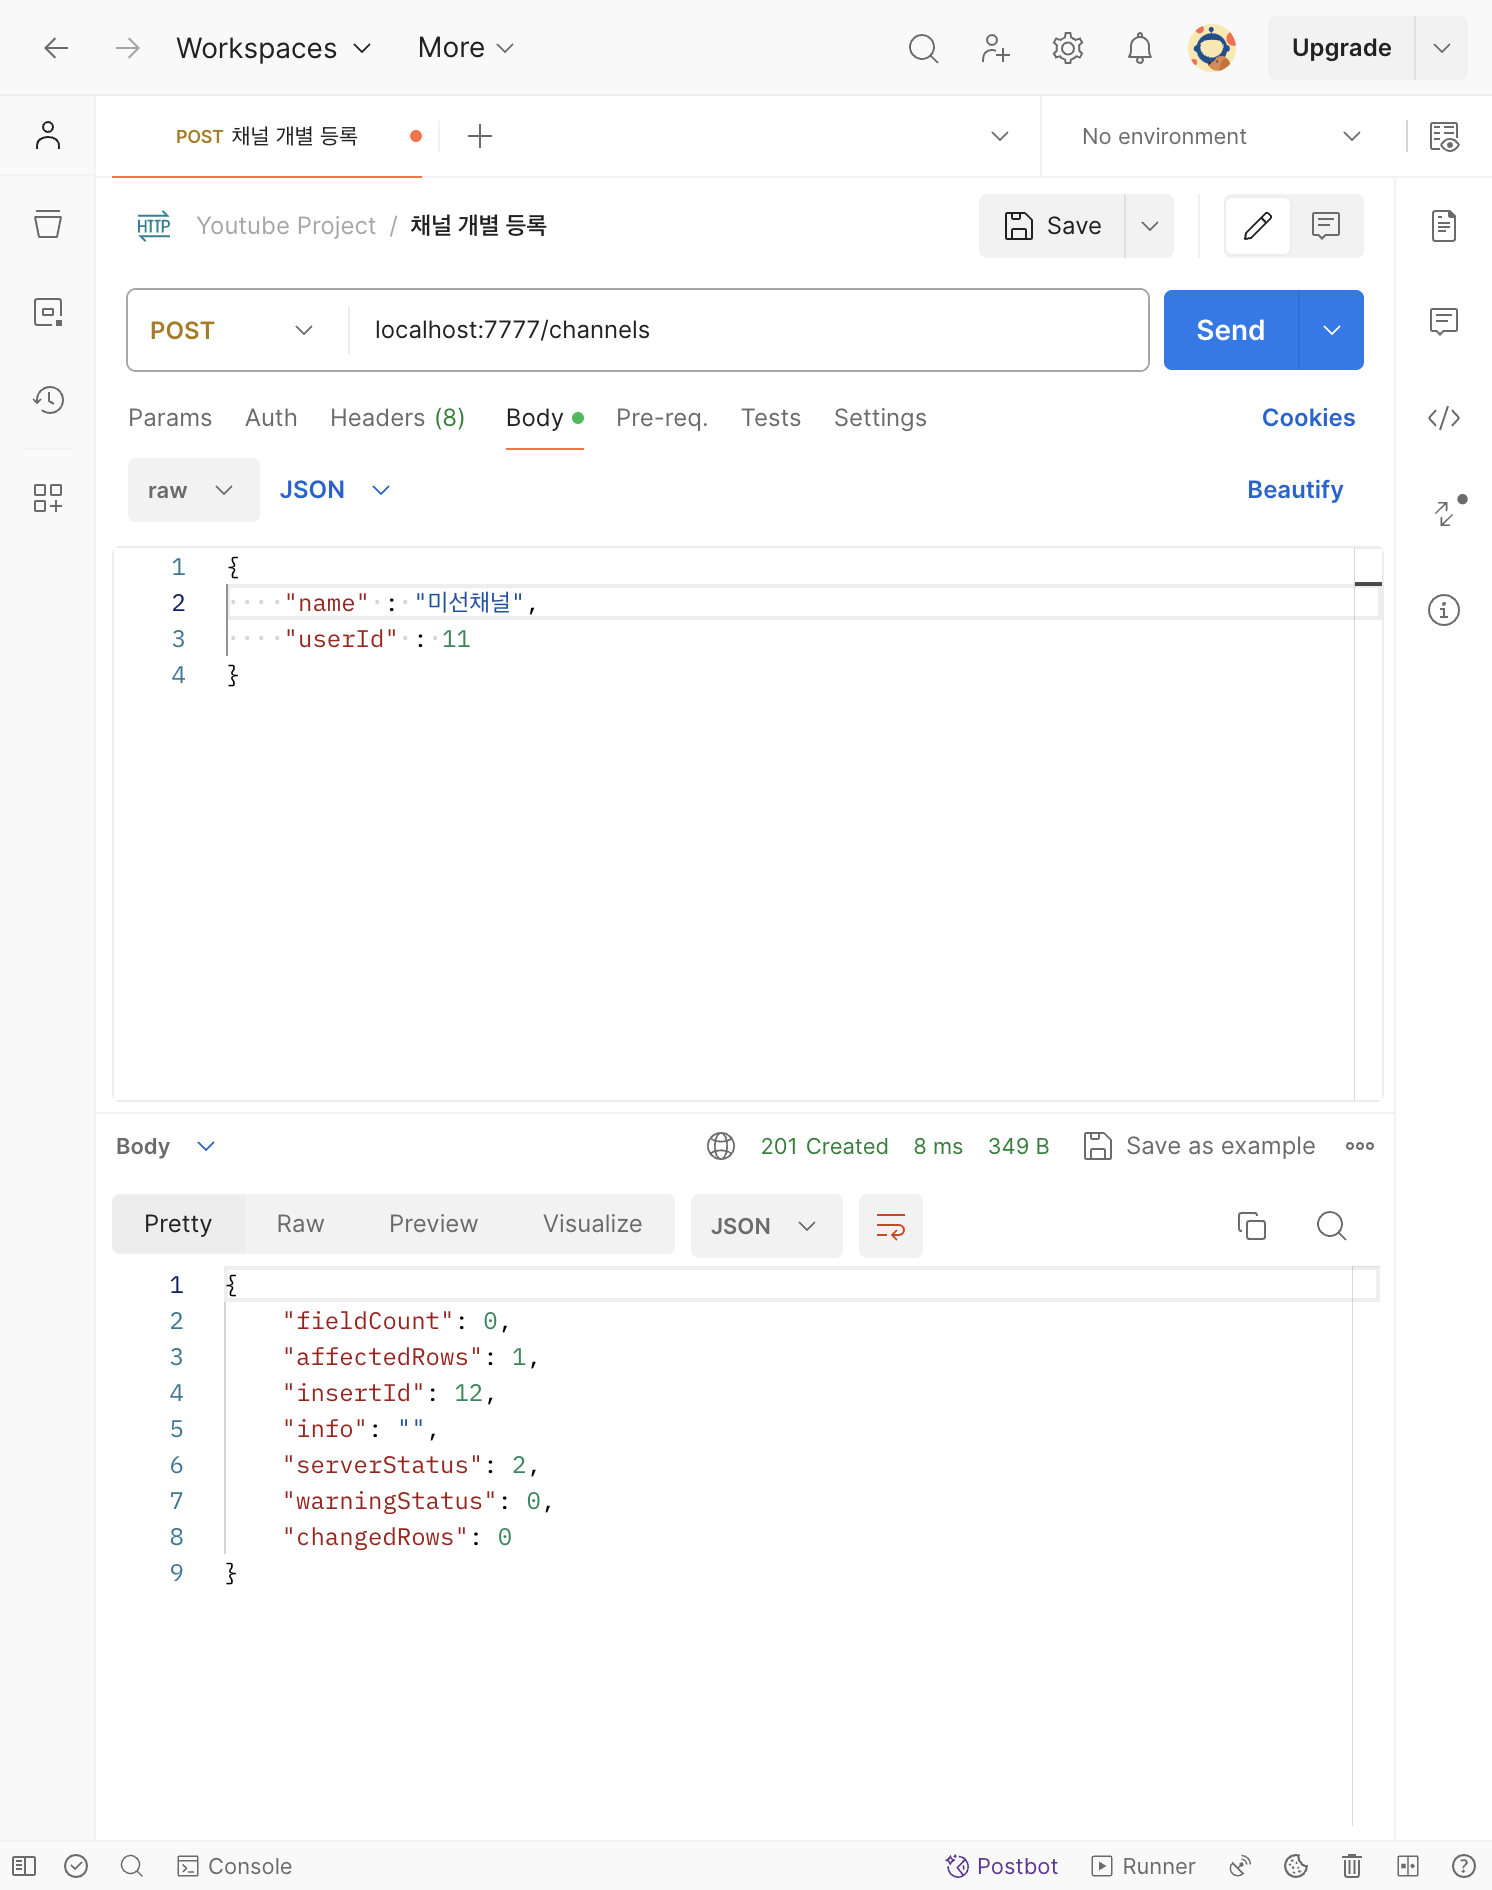 Workspaces More Upgrade
POST 채널 개별 등록 No environment
HTTP Youtube Project / 채널 개별 등록 Save
POST localhost:7777/channels Send
Params Auth Headers (8) Body Pre-req. Tests Settings Cookies
raw JSON Beautify
1 {
2 "name" : "미선채널",
3 "userId" : 11
4 }
Body 201 Created 8 ms 349 B Save as example
Pretty Raw Preview Visualize JSON
1 {
2 "fieldCount": 0,
3 "affectedRows": 1,
4 "insertId": 12,
5 "info": "",
6 "serverStatus": 2,
7 "warningStatus": 0,
8 "changedRows": 0
9 }
Console Postbot Runner